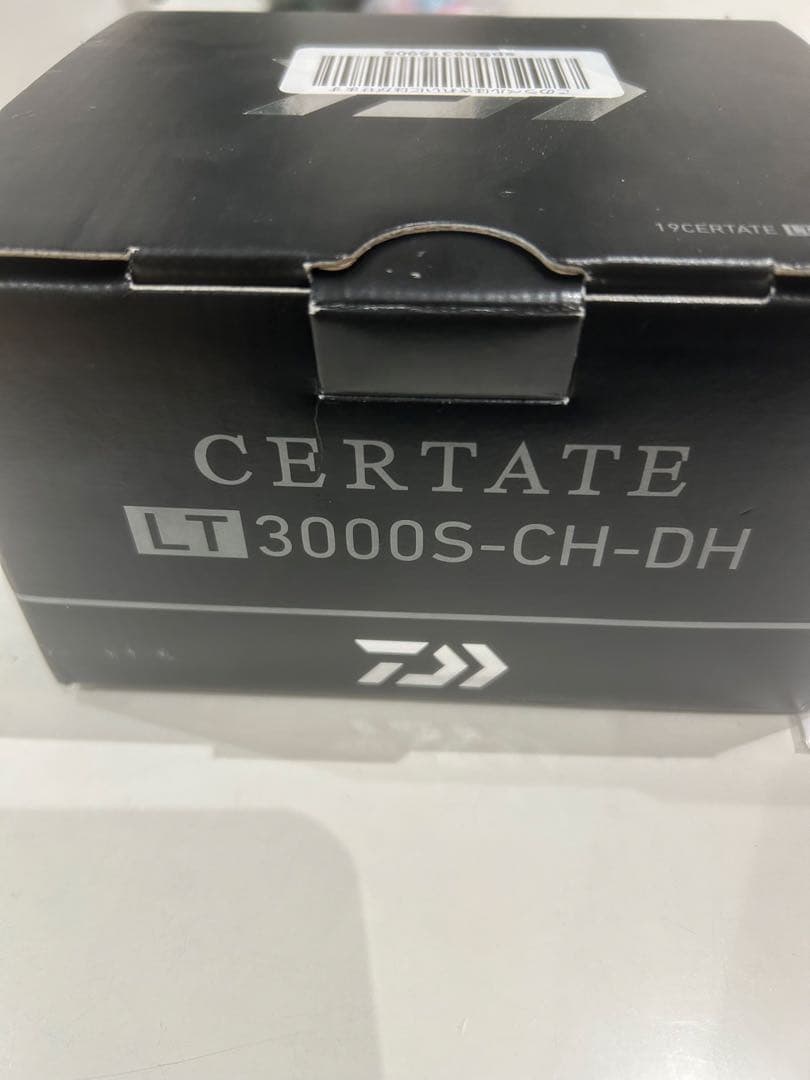 19CERTATE LT
CERTATE
LT 3000S-CH-DH